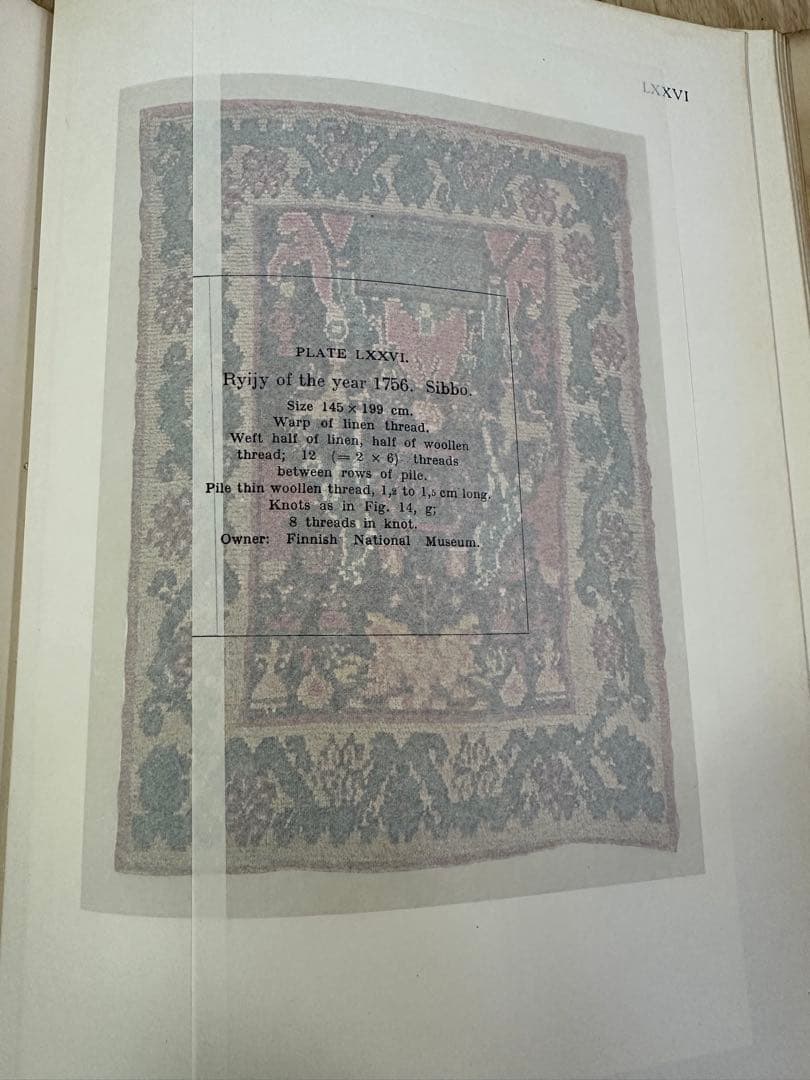 LXXVI
PLATE LXXVI.
Ryijy of the year 1756. Sibbo.
Size 145 × 199 cm.
Warp of linen thread.
Weft half of linen, half of woollen
thread; 12 (= 2 × 6) threads
between rows of pile.
Pile thin woollen thread, 1,2 to 1,5 cm long.
Knots as in Fig. 14, g;
8 threads in knot.
Owner: Finnish National Museum.